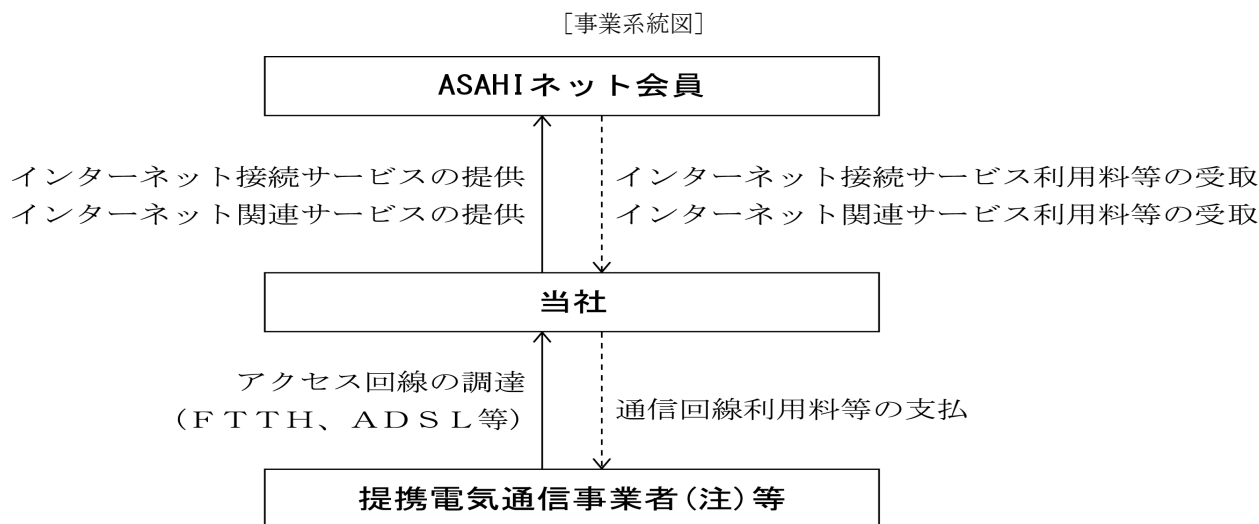 [事業系統図]
ASAHIネット会員
インターネット接続サービスの提供
インターネット関連サービスの提供
インターネット接続サービス利用料等の受取
インターネット関連サービス利用料等の受取
当社
アクセス回線の調達
(ＦＴＴＨ、ＡＤＳＬ等)
通信回線利用料等の支払
提携電気通信事業者(注)等